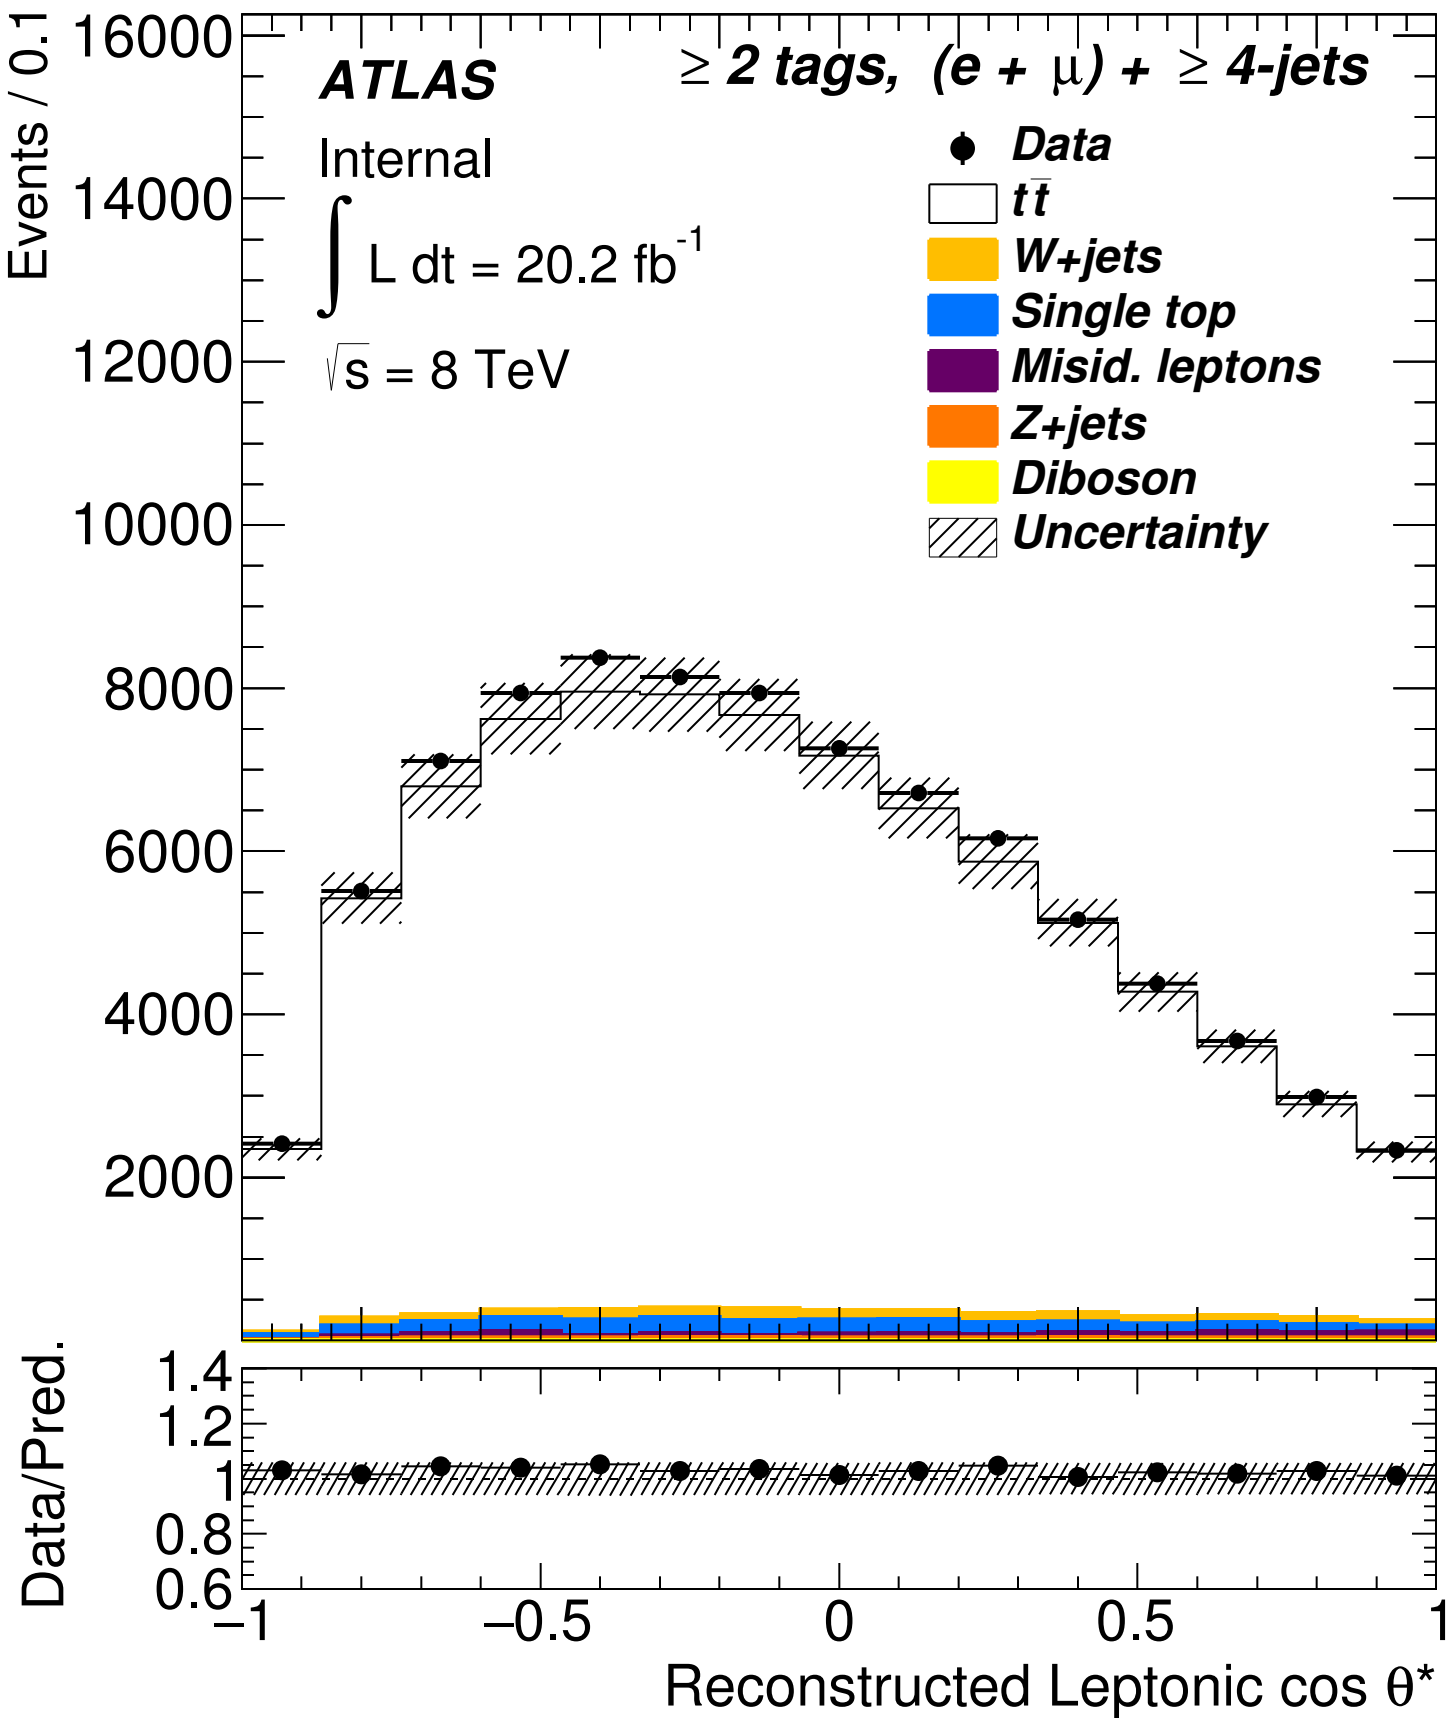 Events / 0.1
16000
14000
12000
10000
8000
6000
4000
2000
ATLAS
Internal
∫ L dt = 20.2 fb⁻¹
√s = 8 TeV
≥ 2 tags, (e + μ) + ≥ 4-jets
Data
tt̄
W+jets
Single top
Misid. leptons
Z+jets
Diboson
Uncertainty
Data/Pred.
1.4
1.2
1
0.8
0.6
−1
−0.5
0
0.5
1
Reconstructed Leptonic cos θ*